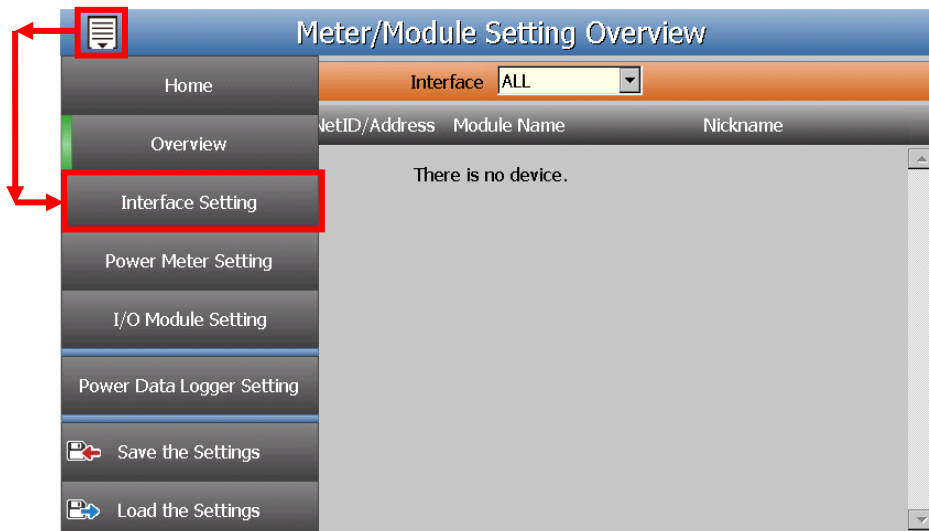 Meter/Module Setting Overview
Home
Interface ALL
NetID/Address Module Name Nickname
Overview
There is no device.
Interface Setting
Power Meter Setting
I/O Module Setting
Power Data Logger Setting
Save the Settings
Load the Settings